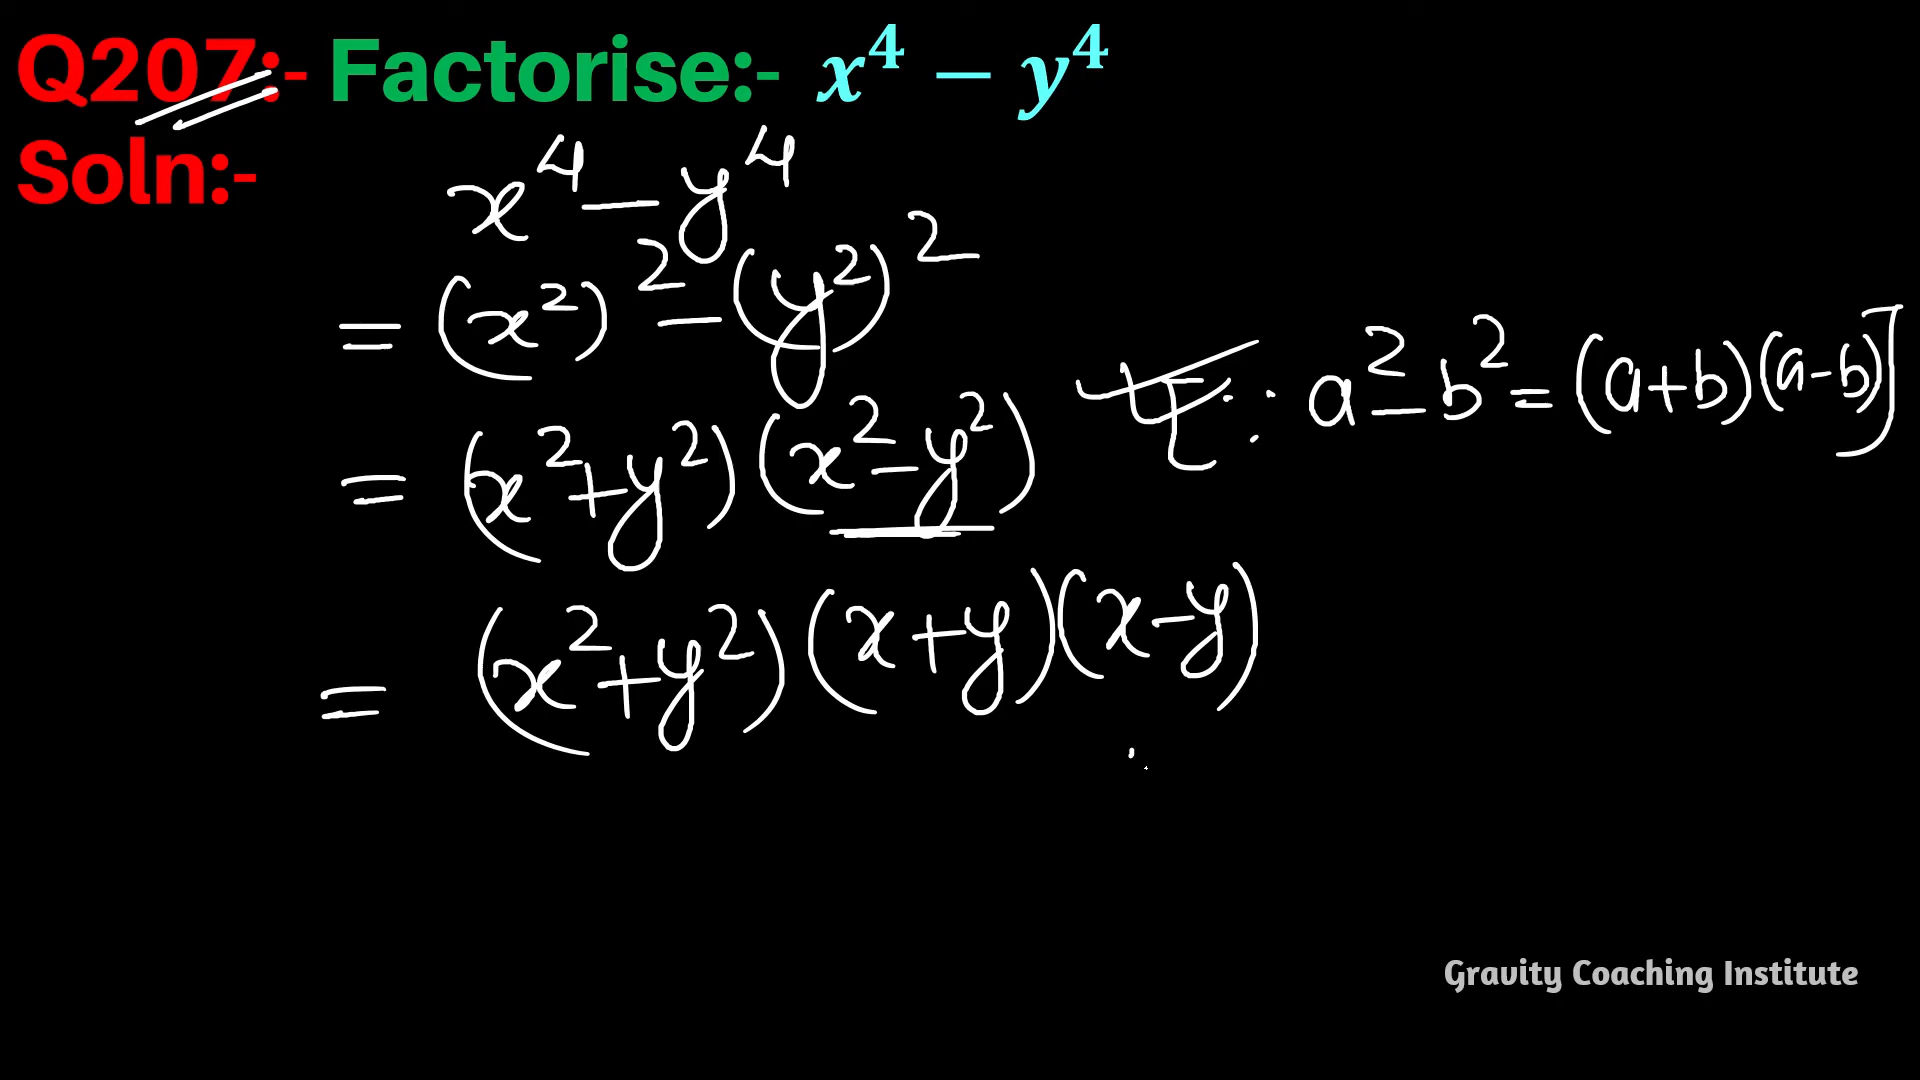 Q207:- Factorise:- x⁴ − y⁴
Soln:-
x⁴ − y⁴
= (x²)² − (y²)²
= (x²+y²)(x²−y²) [∵ a²−b² = (a+b)(a−b)]
= (x²+y²)(x+y)(x−y)
Gravity Coaching Institute